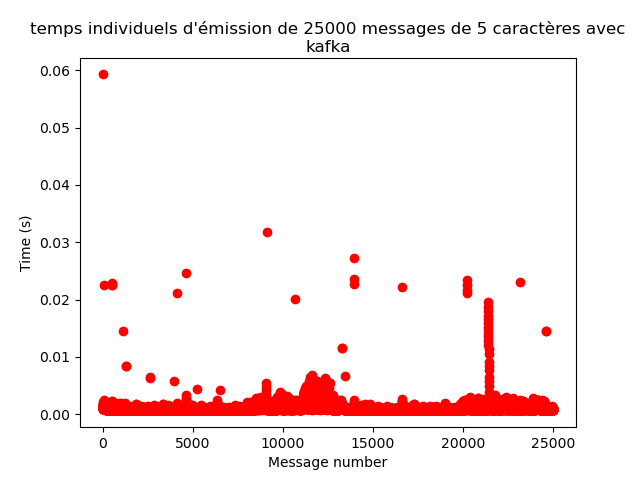 temps individuels d'émission de 25000 messages de 5 caractères avec
kafka
0.06
0.05
0.04
0.03
0.02
0.01
0.00
Time (s)
0 5000 10000 15000 20000 25000
Message number